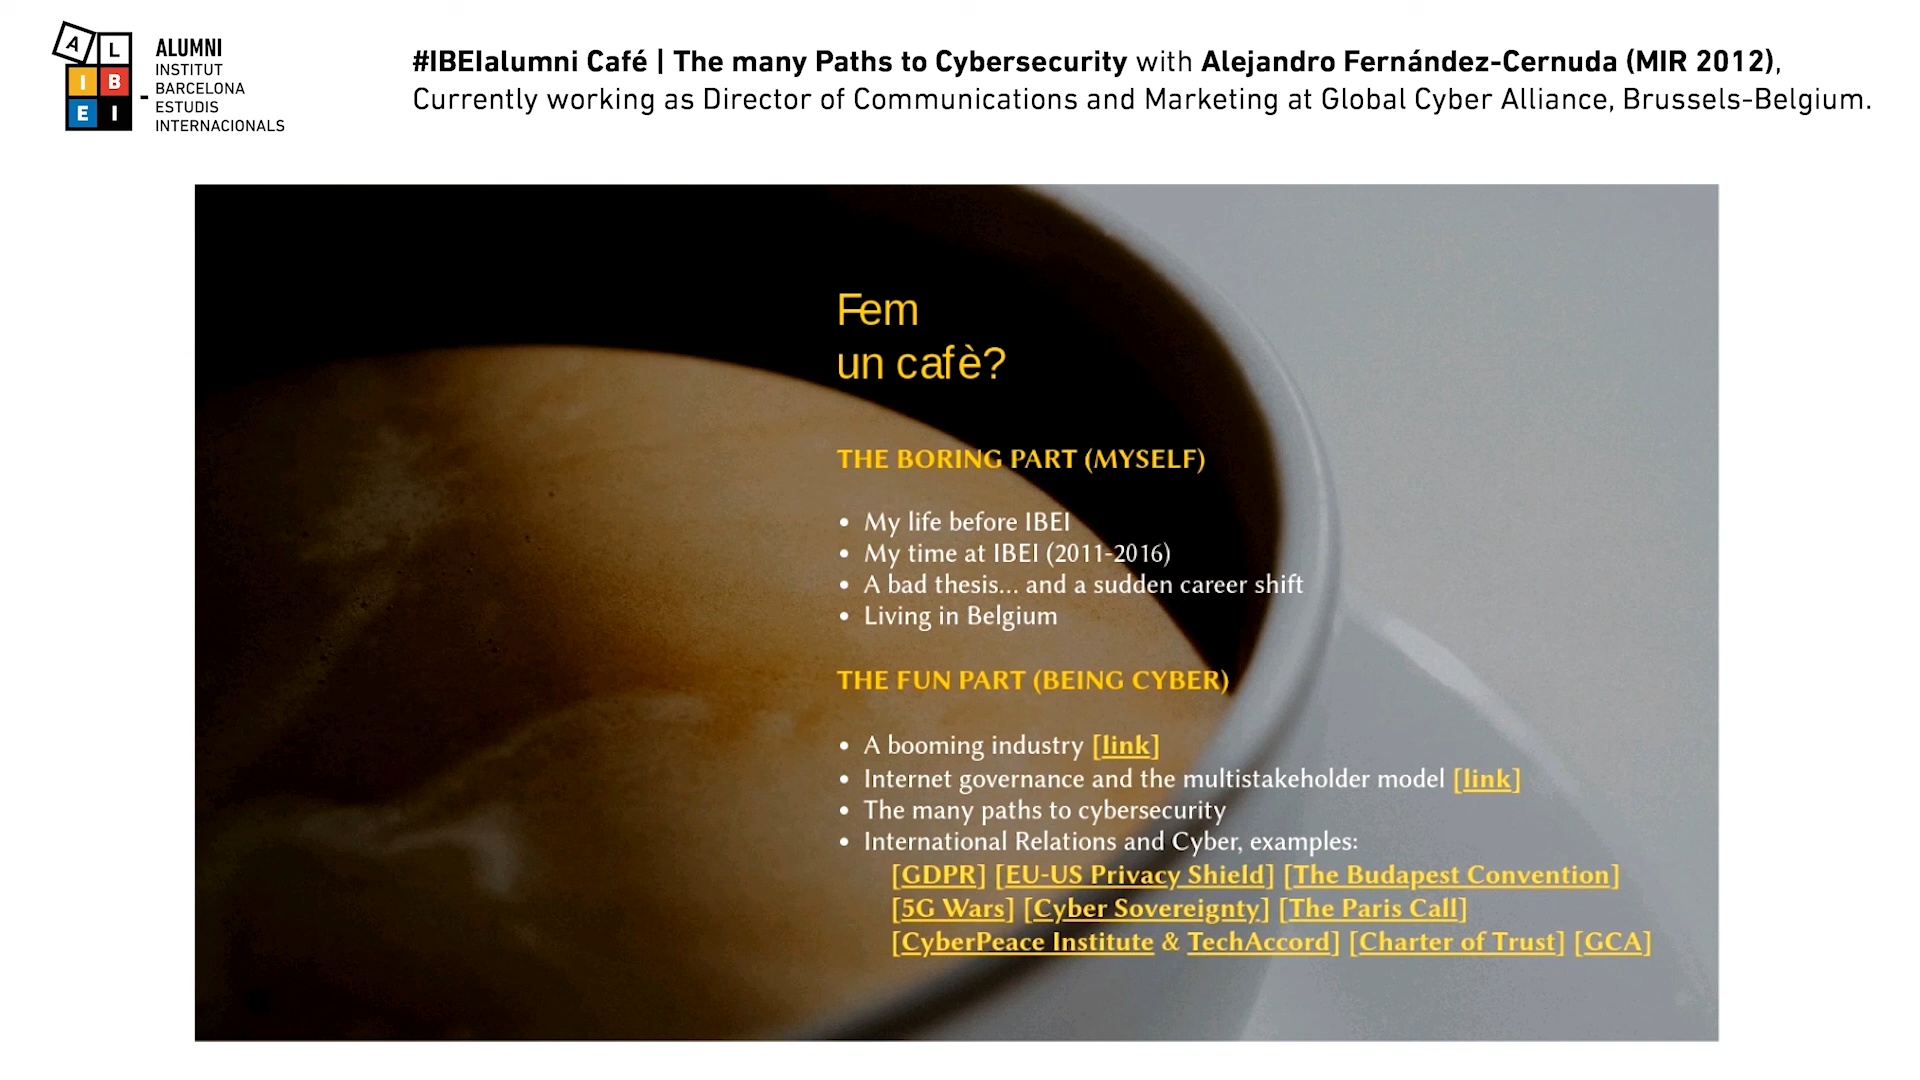 A L
I B
E I
ALUMNI
INSTITUT
BARCELONA
ESTUDIS
INTERNACIONALS
#IBEIalumni Café | The many Paths to Cybersecurity with Alejandro Fernández-Cernuda (MIR 2012),
Currently working as Director of Communications and Marketing at Global Cyber Alliance, Brussels-Belgium.
Fem
un cafè?
THE BORING PART (MYSELF)
• My life before IBEI
• My time at IBEI (2011-2016)
• A bad thesis... and a sudden career shift
• Living in Belgium
THE FUN PART (BEING CYBER)
• A booming industry [link]
• Internet governance and the multistakeholder model [link]
• The many paths to cybersecurity
• International Relations and Cyber, examples:
[GDPR] [EU-US Privacy Shield] [The Budapest Convention]
[5G Wars] [Cyber Sovereignty] [The Paris Call]
[CyberPeace Institute & TechAccord] [Charter of Trust] [GCA]